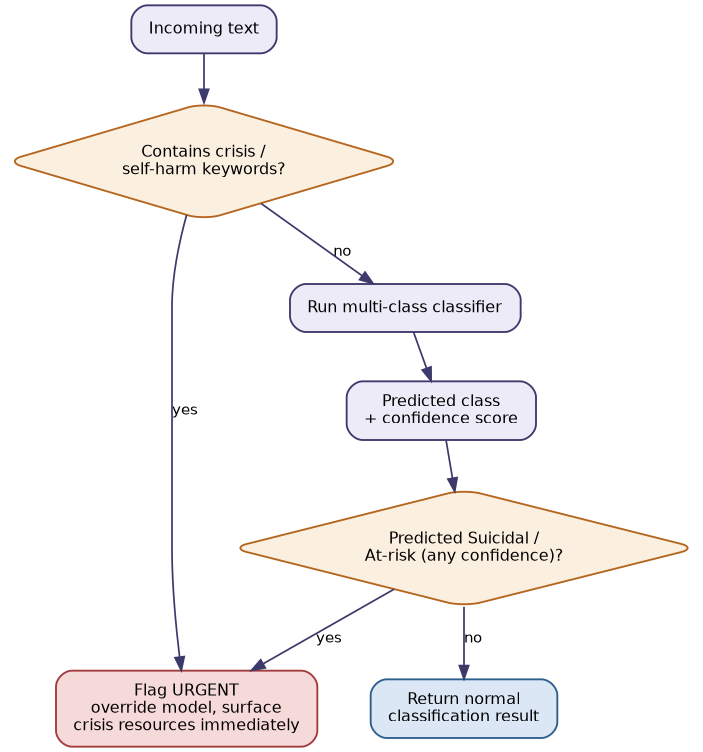 Incoming text
Contains crisis /
self-harm keywords?
no
Run multi-class classifier
Predicted class
+ confidence score
yes
Predicted Suicidal /
At-risk (any confidence)?
yes
no
Flag URGENT
override model, surface
crisis resources immediately
Return normal
classification result